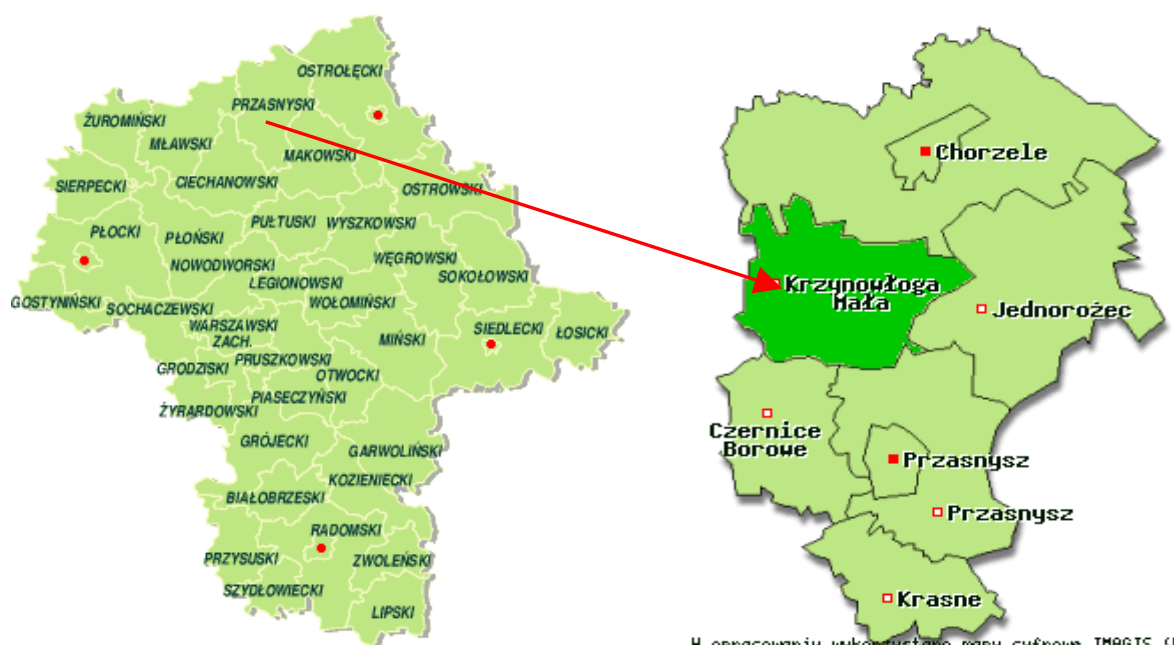 OSTROŁĘCKI
PRZASNYSKI
ŻUROMIŃSKI
MŁAWSKI
MAKOWSKI
SIERPECKI
CIECHANOWSKI
OSTROWSKI
PŁOCKI
PŁOŃSKI
PUŁTUSKI
WYSZKOWSKI
NOWODWORSKI
WĘGROWSKI
SOKOŁOWSKI
LEGIONOWSKI
GOSTYNIŃSKI
SOCHACZEWSKI
WOŁOMIŃSKI
WARSZAWSKI
ZACH.
MIŃSKI
SIEDLECKI
ŁOSICKI
GRODZISKI
PRUSZKOWSKI
OTWOCKI
ŻYRARDOWSKI
PIASECZYŃSKI
GRÓJECKI
GARWOLIŃSKI
KOZIENICKI
BIAŁOBRZESKI
RADOMSKI
PRZYSUSKI
ZWOLEŃSKI
SZYDŁOWIECKI
LIPSKI
Chorzele
Krzynowłoga
Mała
Jednorożec
Czernice
Borowe
Przasnysz
Przasnysz
Krasne